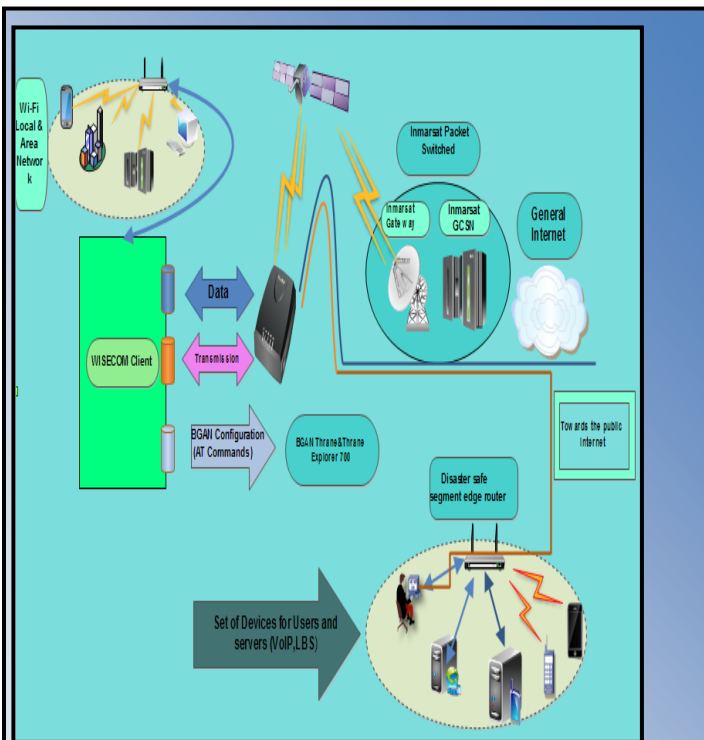 Wi-Fi
Local &
Area
Networ
k
Inmarsat Packet
Switched
Inmarsat
Gateway
Inmarsat
GCSN
General
Internet
Data
WISECOM Client
Transmission
BGAN Configuration
(AT Commands)
BGAN Thrane&Thrane
Explorer 700
Towards the public
Internet
Disaster safe
segment edge router
Set of Devices for Users and
servers (VoIP,LBS)